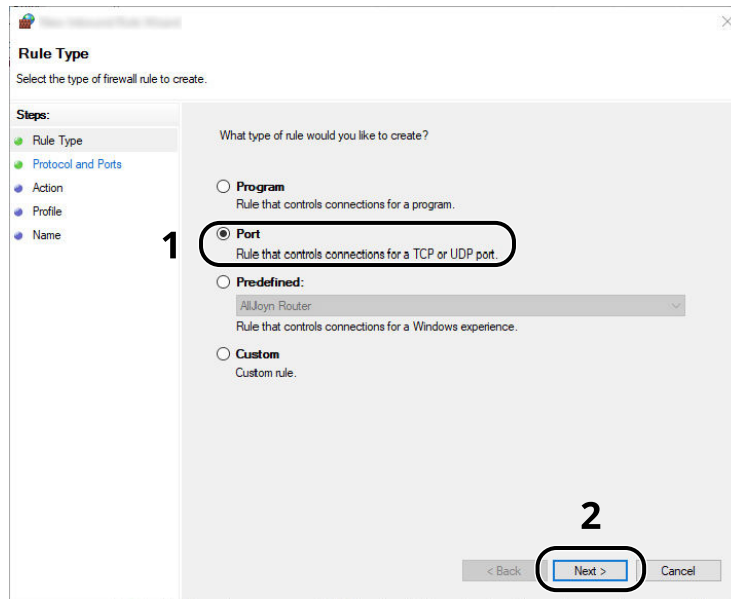 Rule Type
Select the type of firewall rule to create.
Steps:
Rule Type
Protocol and Ports
Action
Profile
Name
What type of rule would you like to create?
Program
Rule that controls connections for a program.
1
Port
Rule that controls connections for a TCP or UDP port.
Predefined:
AllJoyn Router
Rule that controls connections for a Windows experience.
Custom
Custom rule.
2
< Back
Next >
Cancel